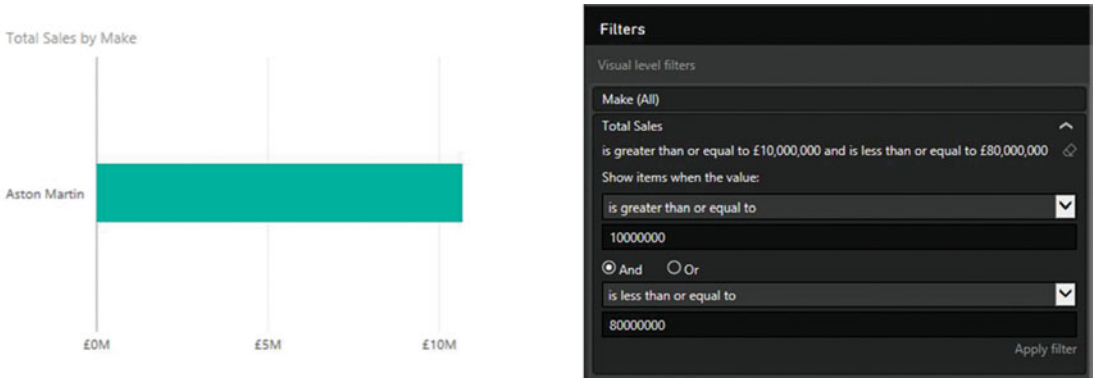 Total Sales by Make
Aston Martin
£0M £5M £10M
Filters
Visual level filters
Make (All)
Total Sales
is greater than or equal to £10,000,000 and is less than or equal to £80,000,000
Show items when the value:
is greater than or equal to
10000000
And Or
is less than or equal to
80000000
Apply filter